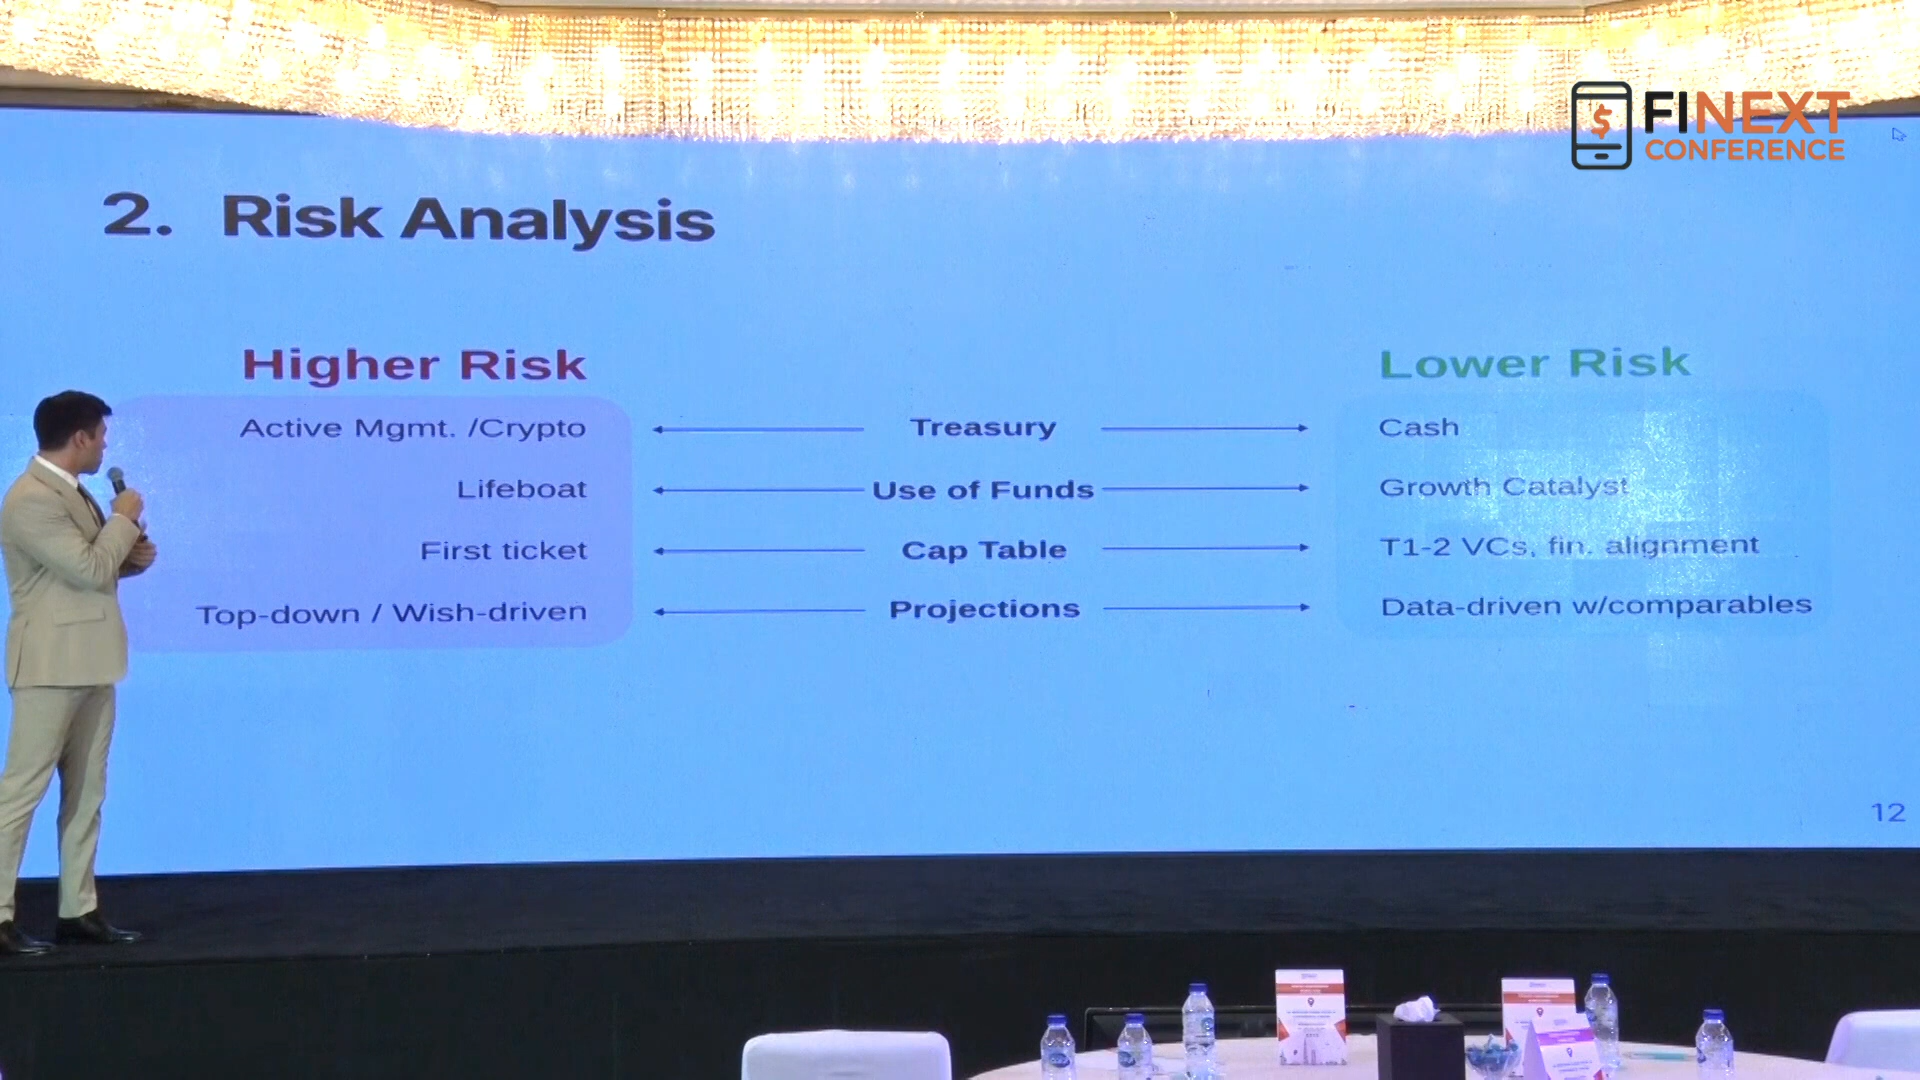 FINEXT
CONFERENCE
2. Risk Analysis
Higher Risk
Lower Risk
Active Mgmt. /Crypto
Treasury
Cash
Lifeboat
Use of Funds
Growth Catalyst
First ticket
Cap Table
T1-2 VCs, fin. alignment
Top-down / Wish-driven
Projections
Data-driven w/comparables
12